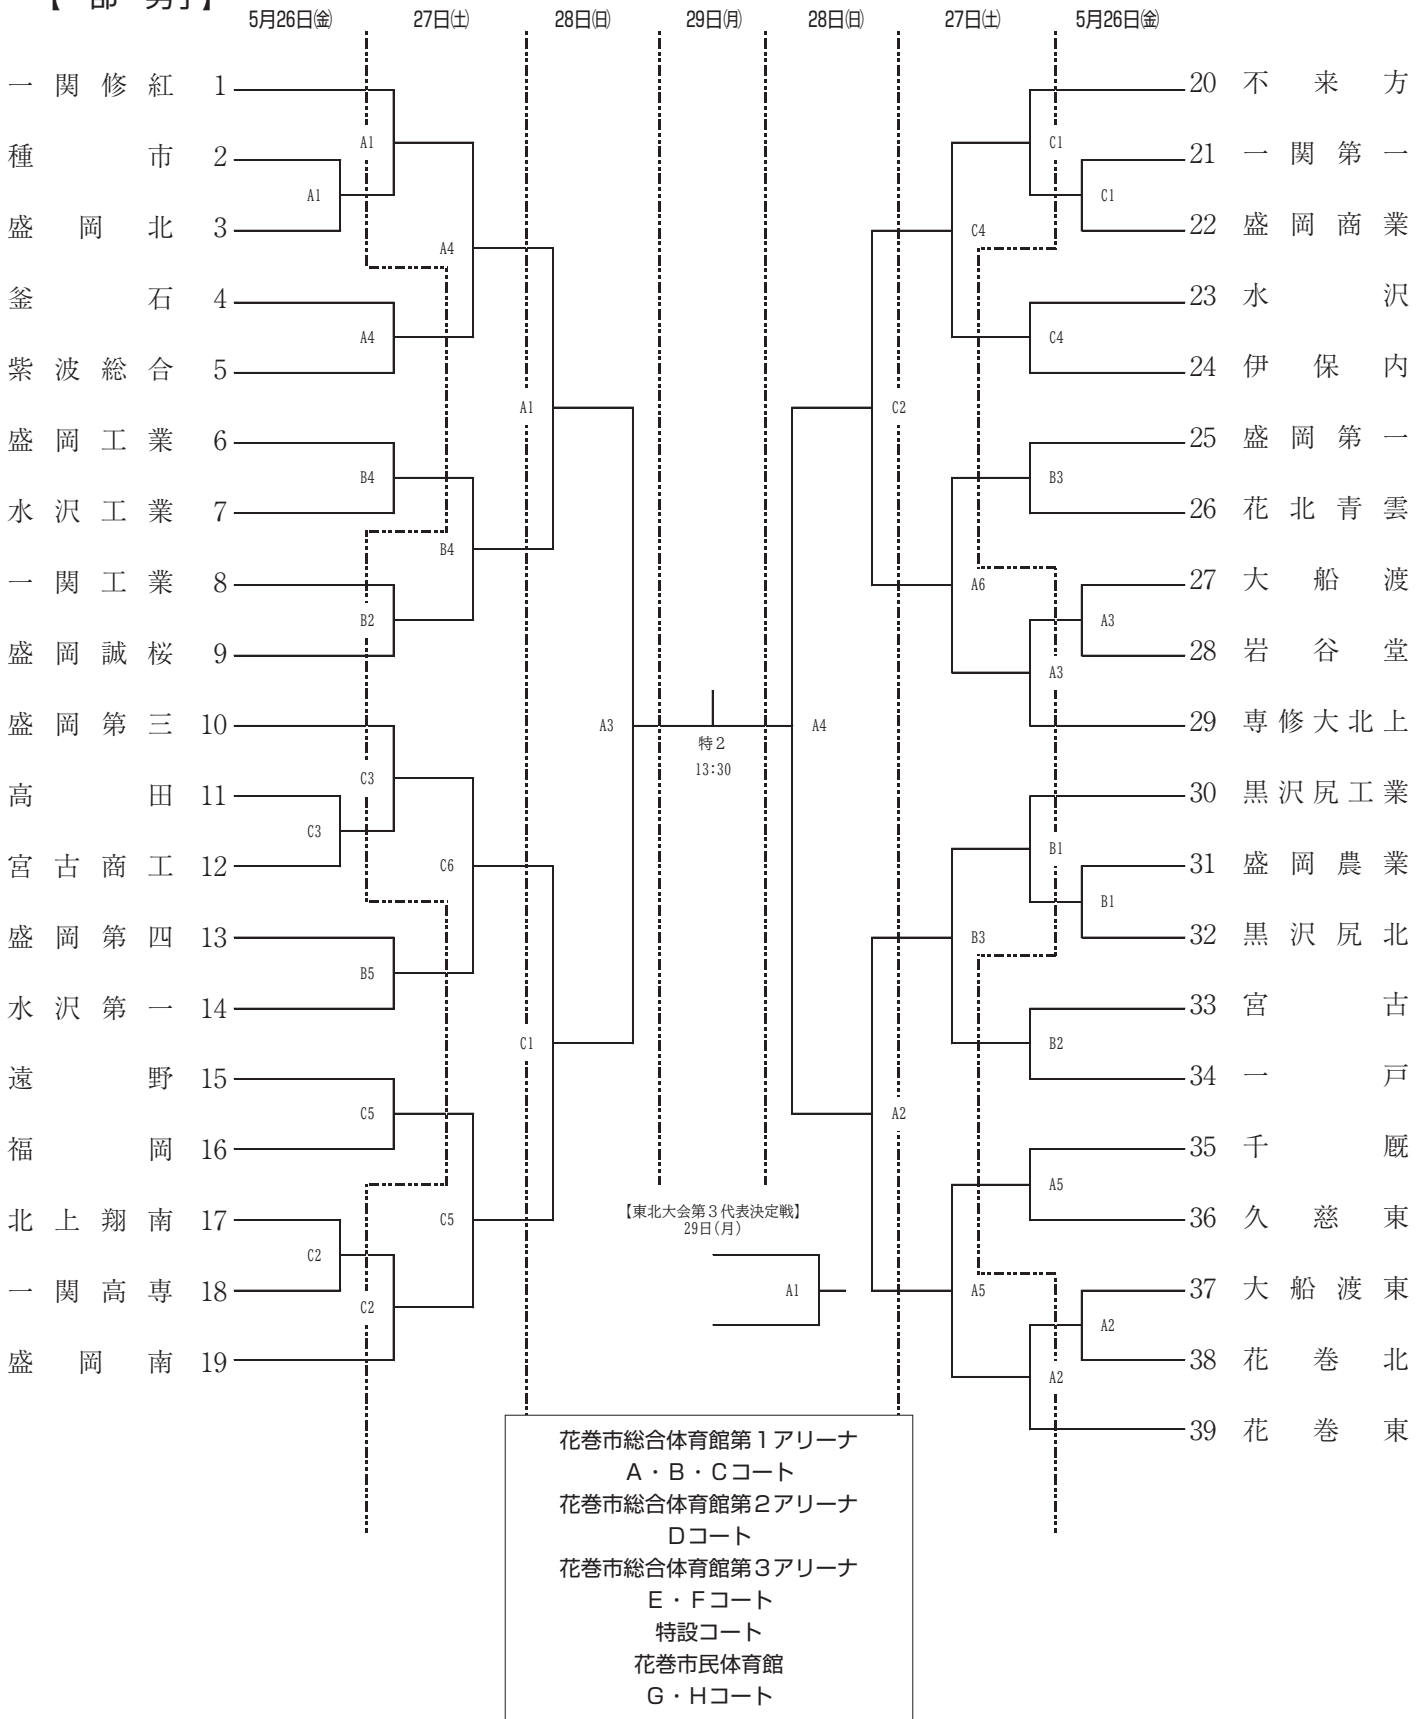 5月26日㈮ 27日㈯ 28日㈰ 29日㈪ 28日㈰ 27日㈯ 5月26日㈮
一関修紅 1
種市 2
盛岡北 3
釜石 4
紫波総合 5
盛岡工業 6
水沢工業 7
一関工業 8
盛岡誠桜 9
盛岡第三 10
高田 11
宮古商工 12
盛岡第四 13
水沢第一 14
遠野 15
福岡 16
北上翔南 17
一関高専 18
盛岡南 19
A1
A1
A4
A4
B4
B4
B2
C3
C3
C6
B5
C5
C5
C2
C2
A1
C1
A3
特2
13:30
A4
C2
A2
C1
C1
C4
C4
B3
A6
A3
A3
B1
B1
B3
B2
A5
A5
A2
A2
20 不来方
21 一関第一
22 盛岡商業
23 水沢
24 伊保内
25 盛岡第一
26 花北青雲
27 大船渡
28 岩谷堂
29 専修大北上
30 黒沢尻工業
31 盛岡農業
32 黒沢尻北
33 宮古
34 一戸
35 千厩
36 久慈東
37 大船渡東
38 花巻北
39 花巻東
【東北大会第3代表決定戦】
29日(月)
A1
花巻市総合体育館第1アリーナ
A・B・Cコート
花巻市総合体育館第2アリーナ
Dコート
花巻市総合体育館第3アリーナ
E・Fコート
特設コート
花巻市民体育館
G・Hコート